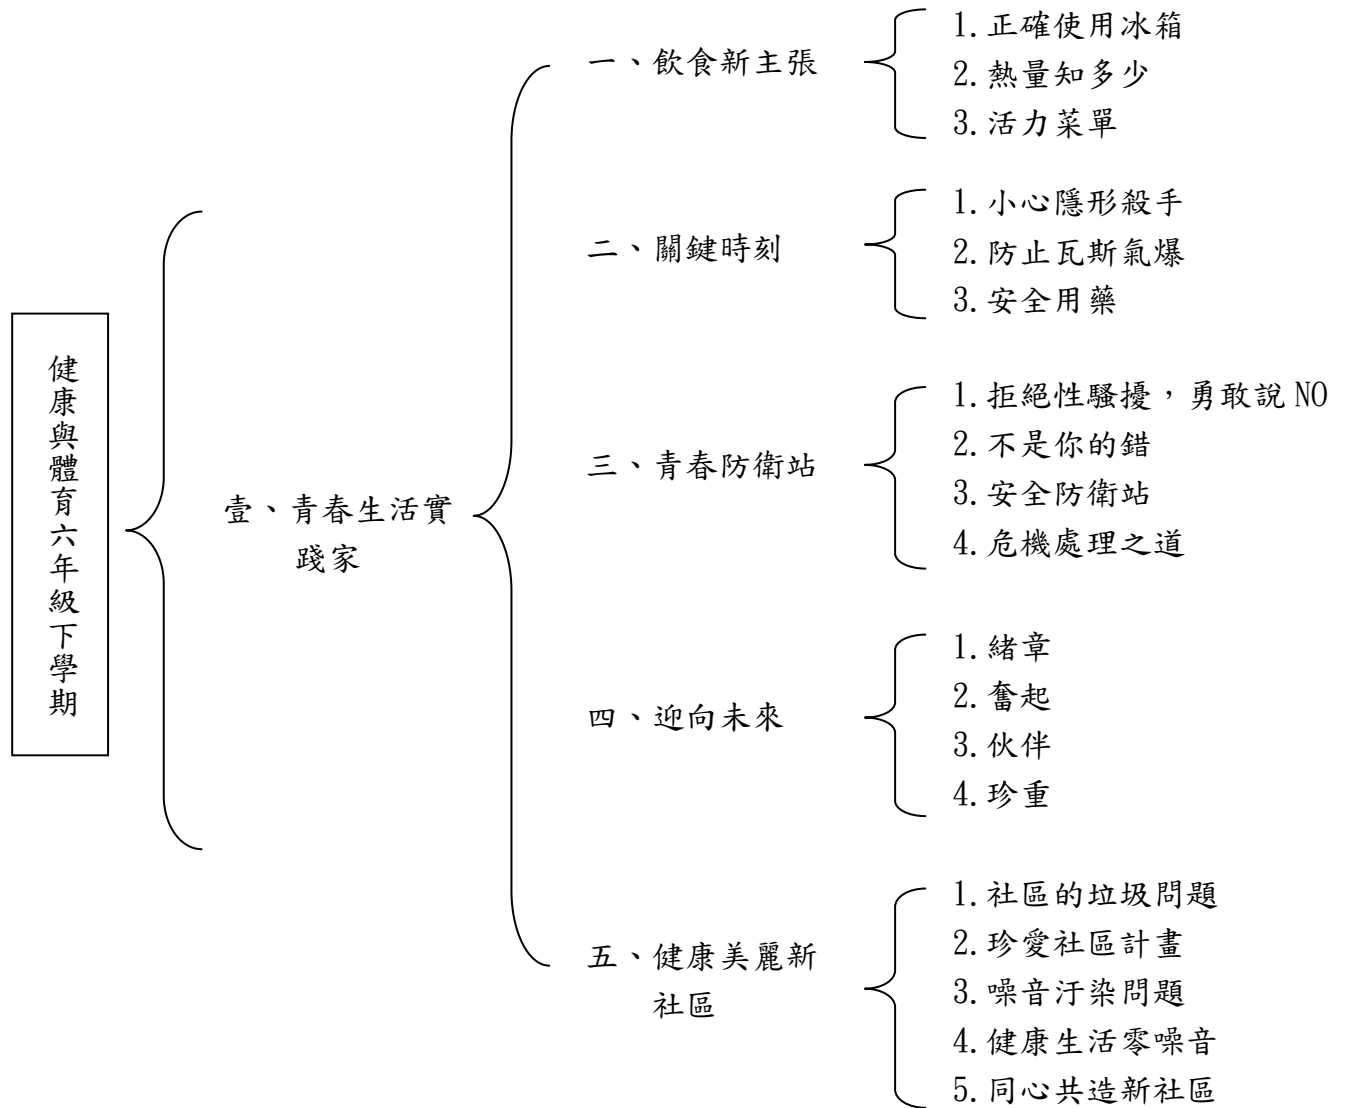 健康與體育六年級下學期
壹、青春生活實
踐家
一、飲食新主張
1.正確使用冰箱
2.熱量知多少
3.活力菜單
二、關鍵時刻
1.小心隱形殺手
2.防止瓦斯氣爆
3.安全用藥
三、青春防衛站
1.拒絕性騷擾，勇敢說 NO
2.不是你的錯
3.安全防衛站
4.危機處理之道
四、迎向未來
1.緒章
2.奮起
3.伙伴
4.珍重
五、健康美麗新
社區
1.社區的垃圾問題
2.珍愛社區計畫
3.噪音汙染問題
4.健康生活零噪音
5.同心共造新社區